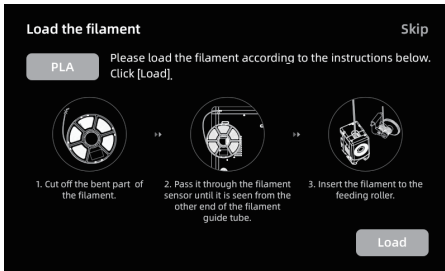 Load the filament
Skip
PLA
Please load the filament according to the instructions below.
Click [Load].
1. Cut off the bent part of
the filament.
2. Pass it through the filament
sensor until it is seen from the
other end of the filament
guide tube.
3. Insert the filament to the
feeding roller.
Load